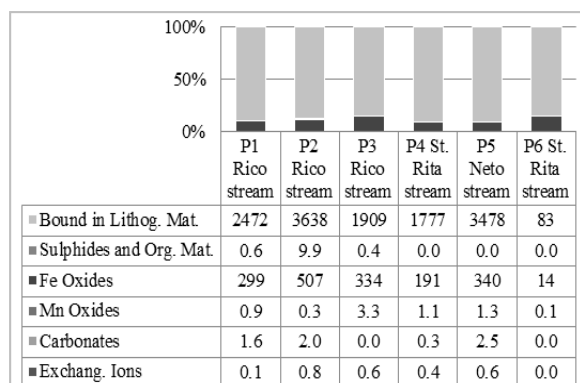 100%
50%
0%
P1 Rico stream P2 Rico stream P3 Rico stream P4 St. Rita stream P5 Neto stream P6 St. Rita stream
Bound in Lithog. Mat. 2472 3638 1909 1777 3478 83
Sulphides and Org. Mat. 0.6 9.9 0.4 0.0 0.0 0.0
Fe Oxides 299 507 334 191 340 14
Mn Oxides 0.9 0.3 3.3 1.1 1.3 0.1
Carbonates 1.6 2.0 0.0 0.3 2.5 0.0
Exchang. Ions 0.1 0.8 0.6 0.4 0.6 0.0